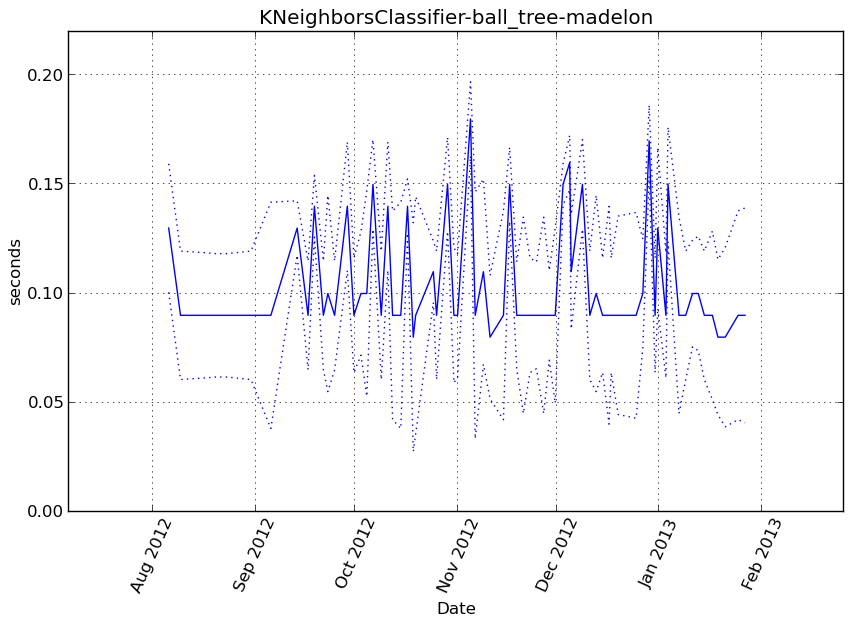 KNeighborsClassifier-ball_tree-madelon
0.20
0.15
0.10
0.05
0.00
seconds
Aug 2012
Sep 2012
Oct 2012
Nov 2012
Dec 2012
Jan 2013
Feb 2013
Date